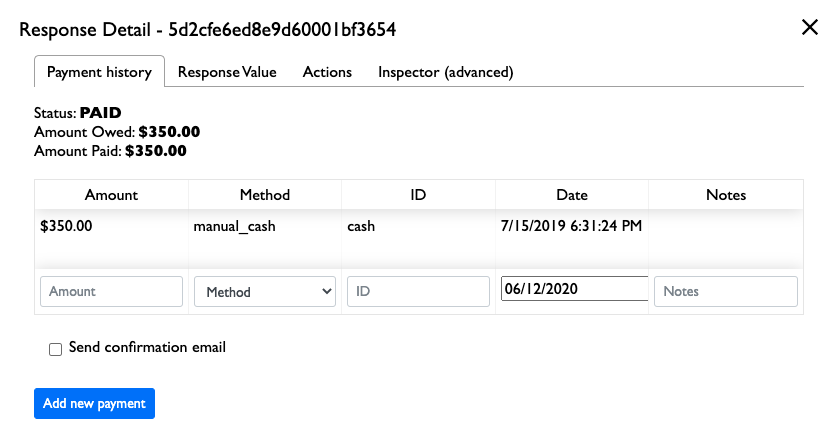 Response Detail - 5d2cfe6ed8e9d60001bf3654
Payment history Response Value Actions Inspector (advanced)
Status: PAID
Amount Owed: $350.00
Amount Paid: $350.00
Amount Method ID Date Notes
$350.00 manual_cash cash 7/15/2019 6:31:24 PM
Amount Method ID 06/12/2020 Notes
Send confirmation email
Add new payment